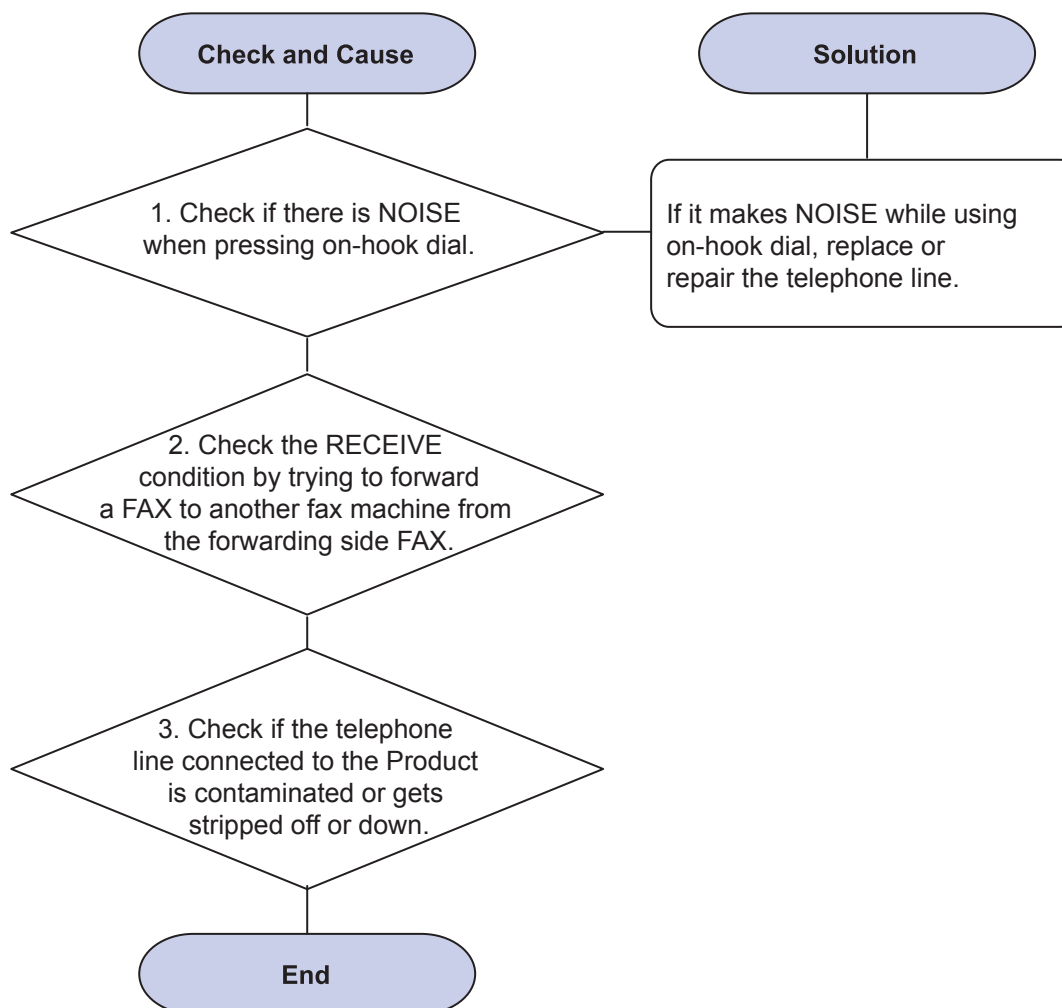 Check and Cause
Solution
1. Check if there is NOISE
when pressing on-hook dial.
If it makes NOISE while using
on-hook dial, replace or
repair the telephone line.
2. Check the RECEIVE
condition by trying to forward
a FAX to another fax machine from
the forwarding side FAX.
3. Check if the telephone
line connected to the Product
is contaminated or gets
stripped off or down.
End